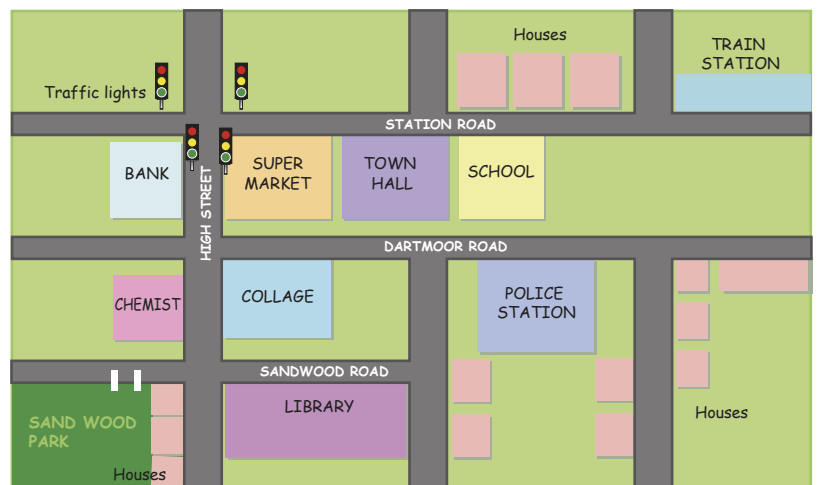 Houses
TRAIN
STATION
Traffic lights
STATION ROAD
BANK
SUPER
MARKET
TOWN
HALL
SCHOOL
HIGH STREET
DARTMOOR ROAD
CHEMIST
COLLAGE
POLICE
STATION
SANDWOOD ROAD
LIBRARY
SAND WOOD
PARK
Houses
Houses